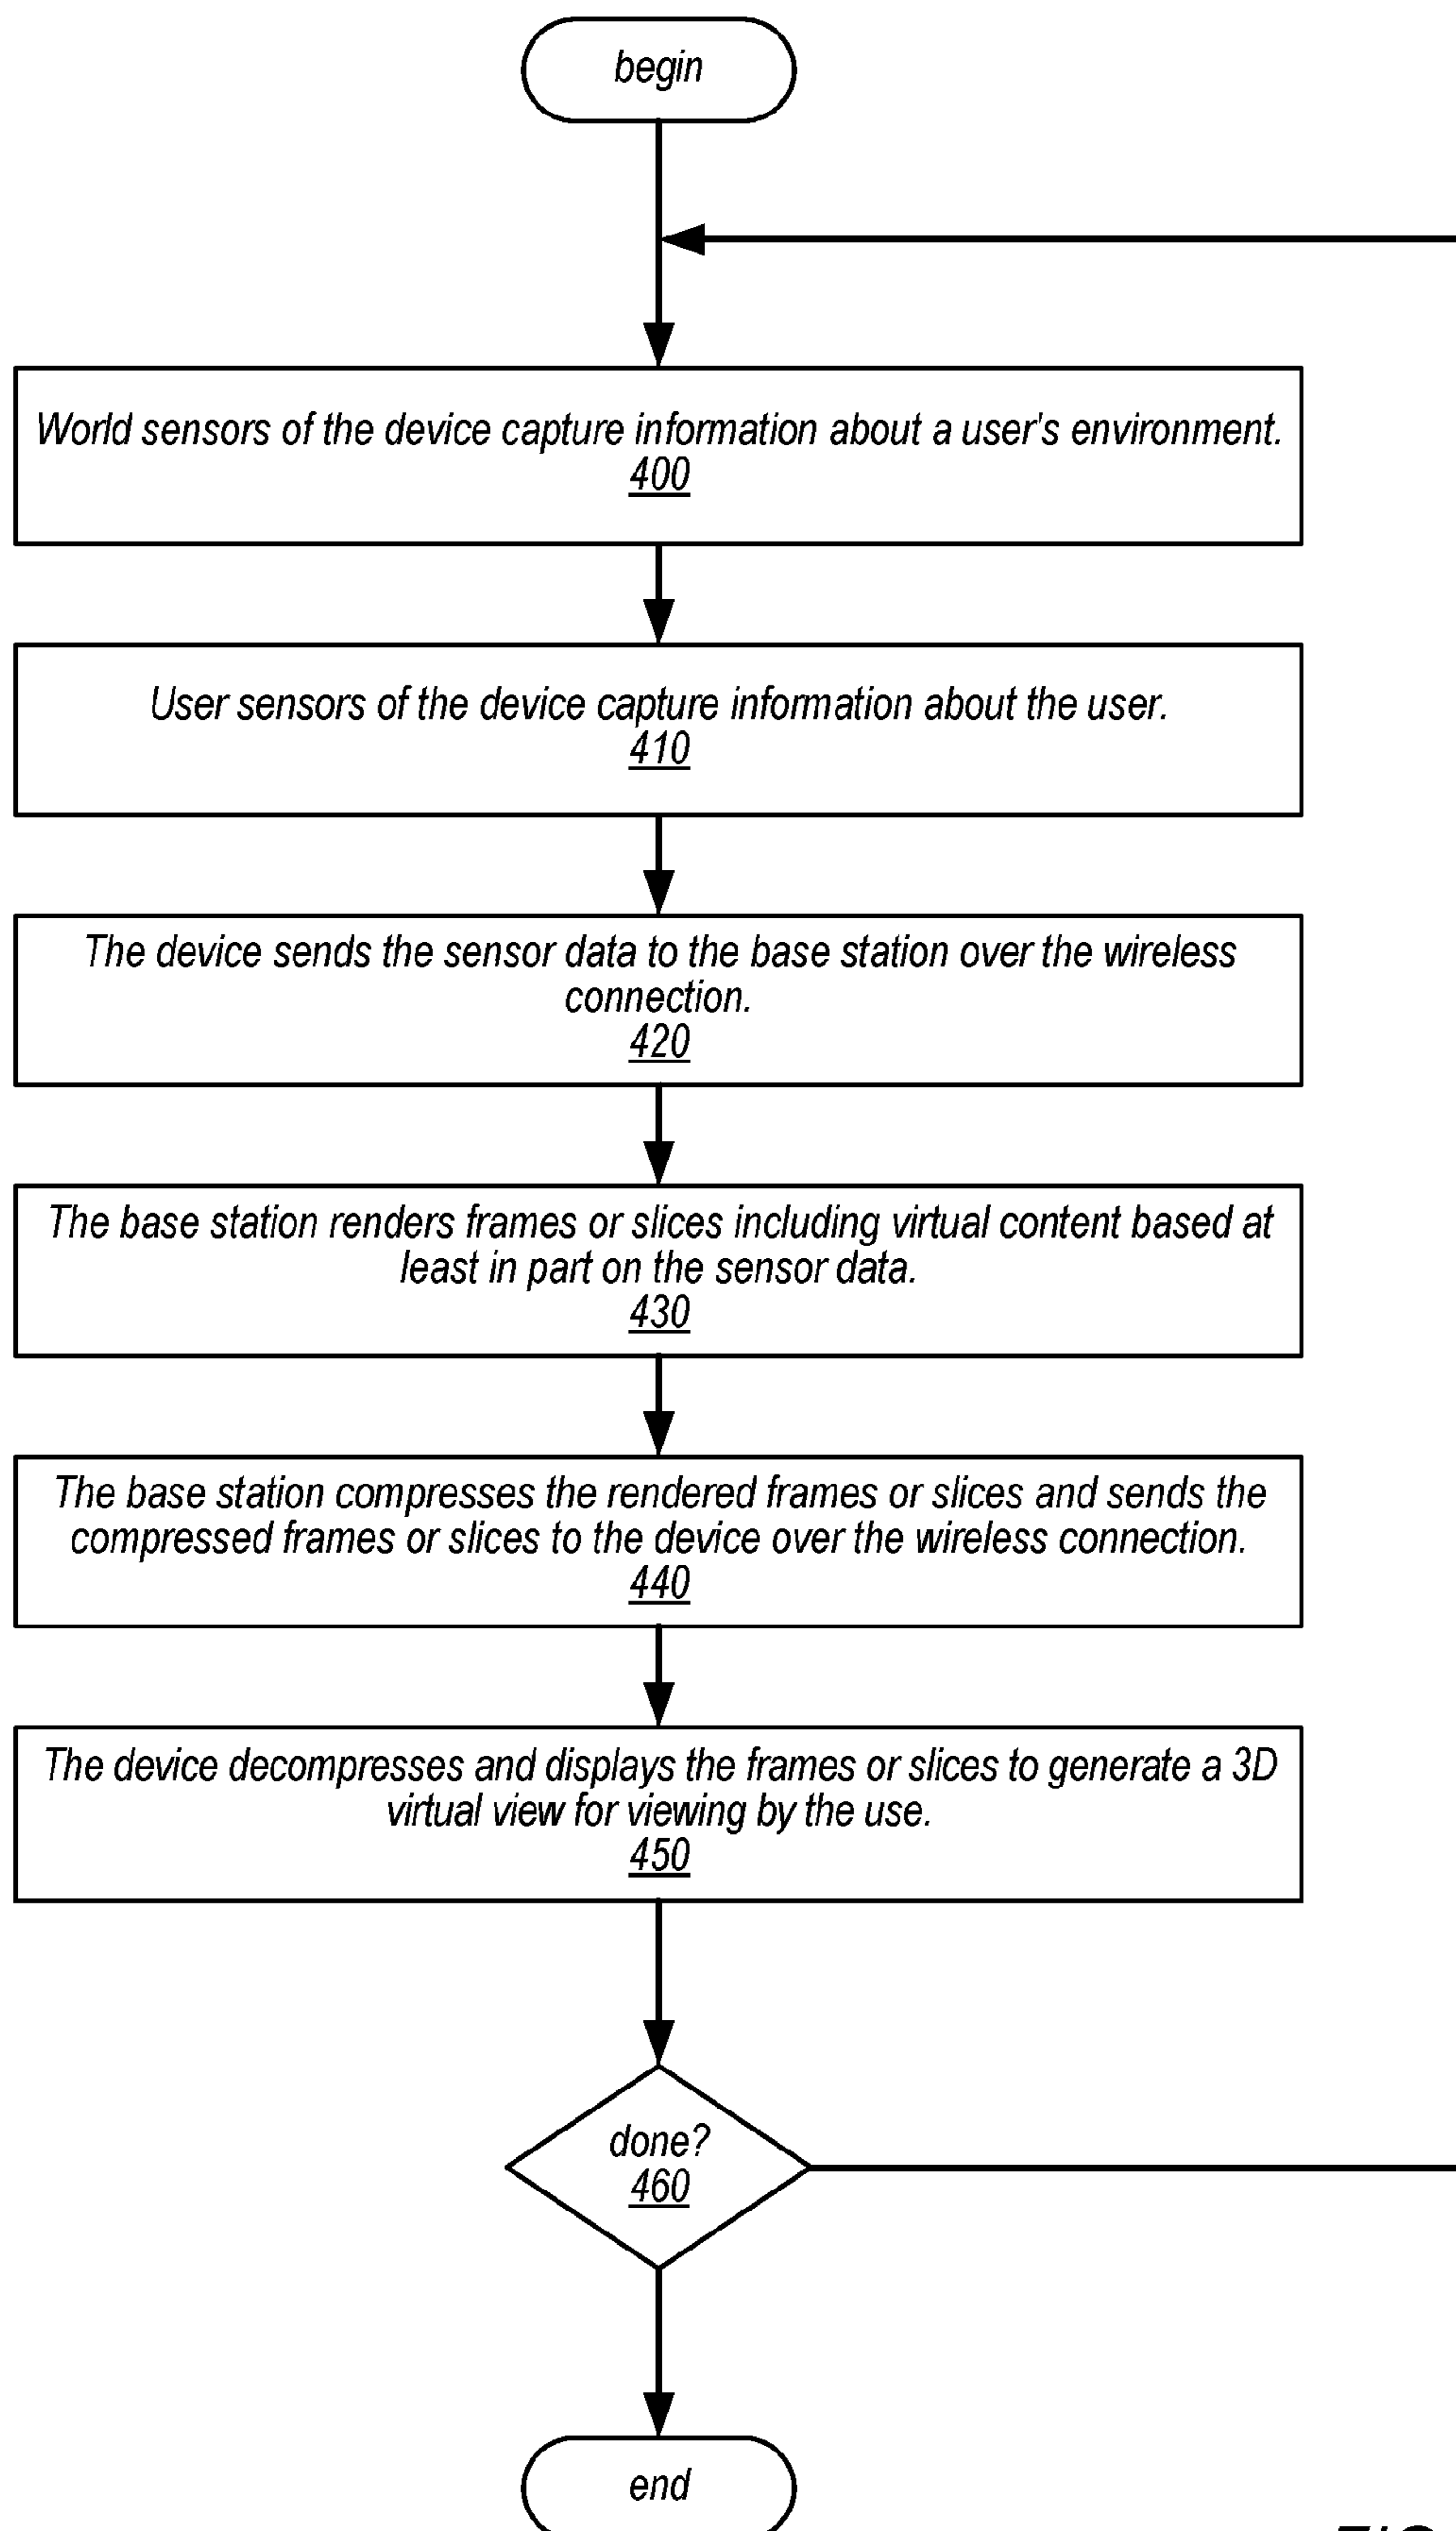 begin
World sensors of the device capture information about a user's environment.
400
User sensors of the device capture information about the user.
410
The device sends the sensor data to the base station over the wireless
connection.
420
The base station renders frames or slices including virtual content based at
least in part on the sensor data.
430
The base station compresses the rendered frames or slices and sends the
compressed frames or slices to the device over the wireless connection.
440
The device decompresses and displays the frames or slices to generate a 3D
virtual view for viewing by the use.
450
done?
460
end